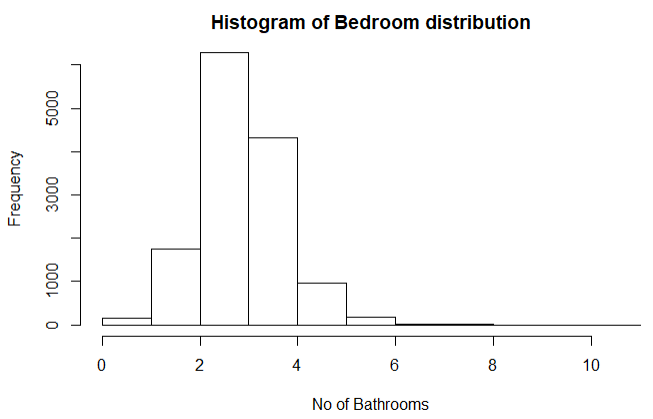 Histogram of Bedroom distribution
Frequency
5000
3000
1000
0
0 2 4 6 8 10
No of Bathrooms